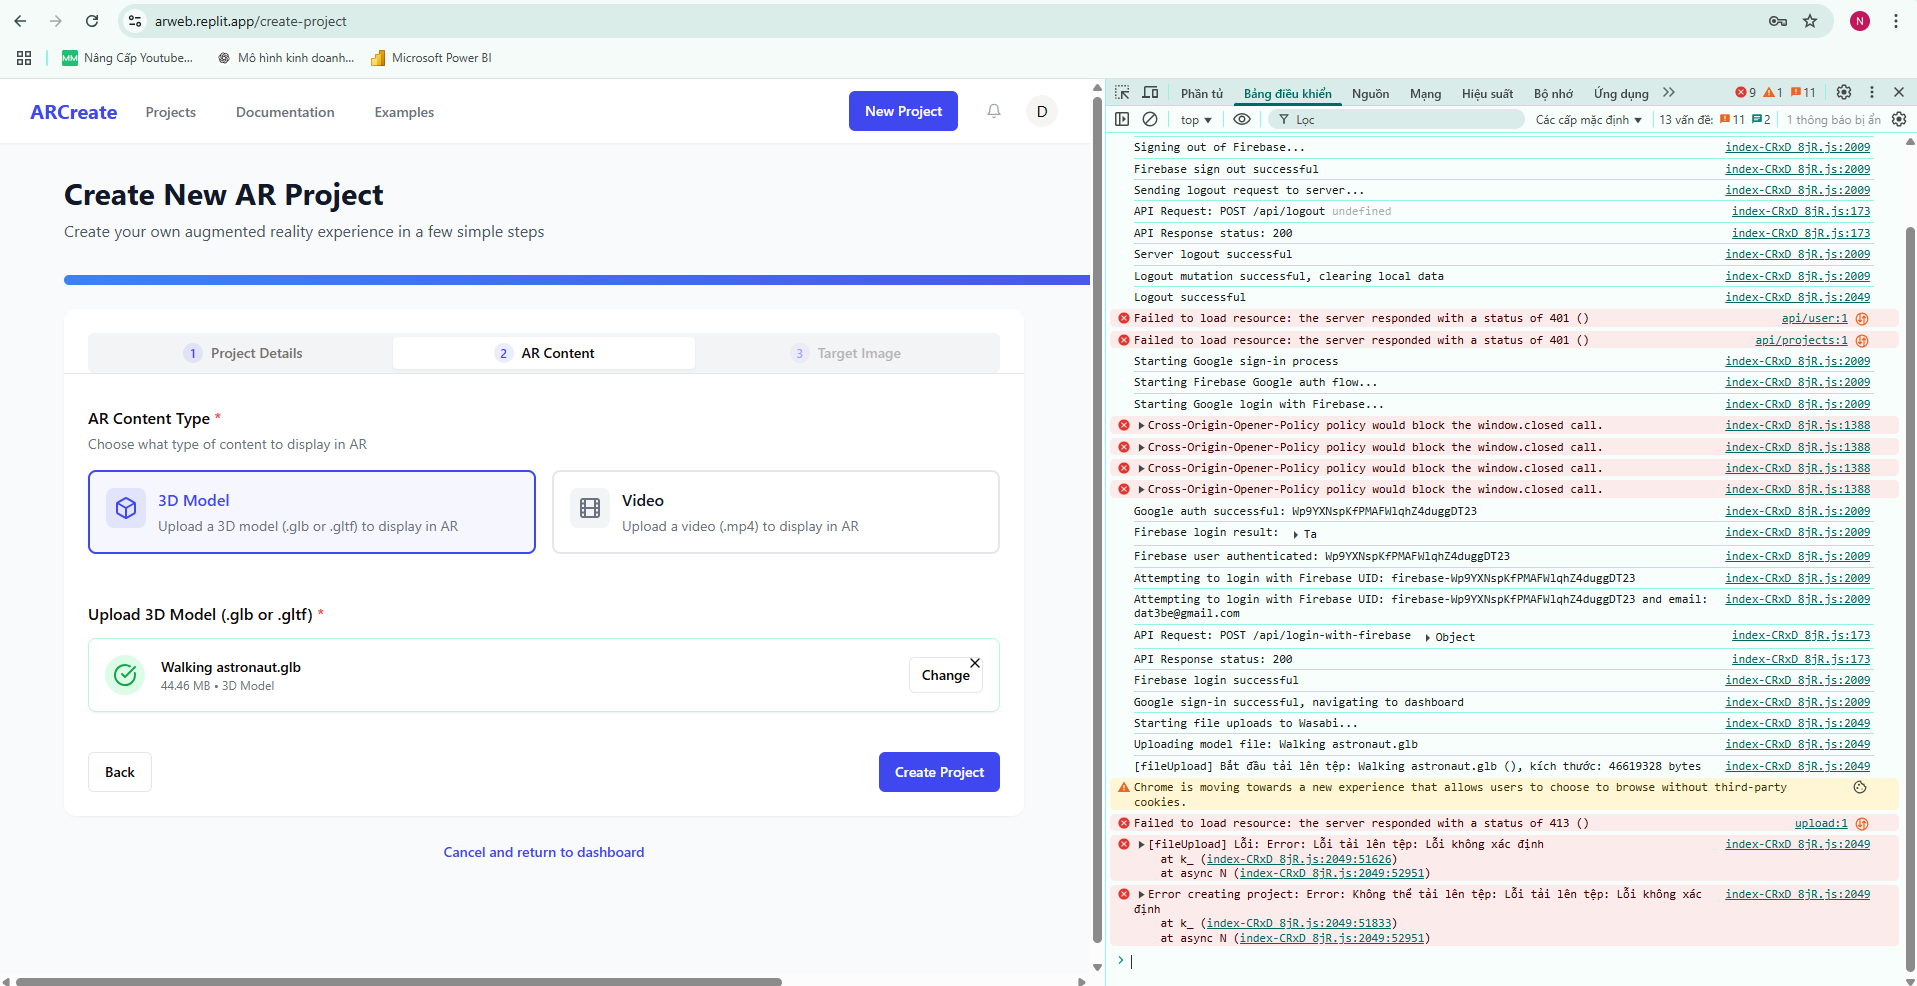 arweb.replit.app/create-project
N
MM Nâng Cấp Youtube...
Mô hình kinh doanh...
Microsoft Power BI
ARCreate
Projects
Documentation
Examples
New Project
D
Create New AR Project
Create your own augmented reality experience in a few simple steps
1 Project Details
2 AR Content
3 Target Image
AR Content Type *
Choose what type of content to display in AR
3D Model
Upload a 3D model (.glb or .gltf) to display in AR
Video
Upload a video (.mp4) to display in AR
Upload 3D Model (.glb or .gltf) *
Walking astronaut.glb
44.46 MB • 3D Model
Change
Back
Create Project
Cancel and return to dashboard
Phần tử
Bảng điều khiển
Nguồn
Mạng
Hiệu suất
Bộ nhớ
Ứng dụng
9
1
11
top
Lọc
Các cấp mặc định
13 vấn đề: 11 2
1 thông báo bị ẩn
Signing out of Firebase... index-CRxD_8jR.js:2009
Firebase sign out successful index-CRxD_8jR.js:2009
Sending logout request to server... index-CRxD_8jR.js:2009
API Request: POST /api/logout undefined index-CRxD_8jR.js:173
API Response status: 200 index-CRxD_8jR.js:173
Server logout successful index-CRxD_8jR.js:2009
Logout mutation successful, clearing local data index-CRxD_8jR.js:2009
Logout successful index-CRxD_8jR.js:2049
Failed to load resource: the server responded with a status of 401 () api/user:1
Failed to load resource: the server responded with a status of 401 () api/projects:1
Starting Google sign-in process index-CRxD_8jR.js:2009
Starting Firebase Google auth flow... index-CRxD_8jR.js:2009
Starting Google login with Firebase... index-CRxD_8jR.js:2009
Cross-Origin-Opener-Policy policy would block the window.closed call. index-CRxD_8jR.js:1388
Cross-Origin-Opener-Policy policy would block the window.closed call. index-CRxD_8jR.js:1388
Cross-Origin-Opener-Policy policy would block the window.closed call. index-CRxD_8jR.js:1388
Cross-Origin-Opener-Policy policy would block the window.closed call. index-CRxD_8jR.js:1388
Google auth successful: Wp9YXNspKfPMAFWlqhZ4duggDT23 index-CRxD_8jR.js:2009
Firebase login result: Ta index-CRxD_8jR.js:2009
Firebase user authenticated: Wp9YXNspKfPMAFWlqhZ4duggDT23 index-CRxD_8jR.js:2009
Attempting to login with Firebase UID: firebase-Wp9YXNspKfPMAFWlqhZ4duggDT23 index-CRxD_8jR.js:2009
Attempting to login with Firebase UID: firebase-Wp9YXNspKfPMAFWlqhZ4duggDT23 and email: index-CRxD_8jR.js:2009
dat3be@gmail.com
API Request: POST /api/login-with-firebase Object index-CRxD_8jR.js:173
API Response status: 200 index-CRxD_8jR.js:173
Firebase login successful index-CRxD_8jR.js:2009
Google sign-in successful, navigating to dashboard index-CRxD_8jR.js:2009
Starting file uploads to Wasabi... index-CRxD_8jR.js:2049
Uploading model file: Walking astronaut.glb index-CRxD_8jR.js:2049
[fileUpload] Bắt đầu tải lên tệp: Walking astronaut.glb (), kích thước: 46619328 bytes index-CRxD_8jR.js:2049
Chrome is moving towards a new experience that allows users to choose to browse without third-party
cookies.
Failed to load resource: the server responded with a status of 413 () upload:1
[fileUpload] Lỗi: Error: Lỗi tải lên tệp: Lỗi không xác định index-CRxD_8jR.js:2049
at k_ (index-CRxD_8jR.js:2049:51626)
at async N (index-CRxD_8jR.js:2049:52951)
Error creating project: Error: Không thể tải lên tệp: Lỗi tải lên tệp: Lỗi không xác index-CRxD_8jR.js:2049
định
at k_ (index-CRxD_8jR.js:2049:51833)
at async N (index-CRxD_8jR.js:2049:52951)